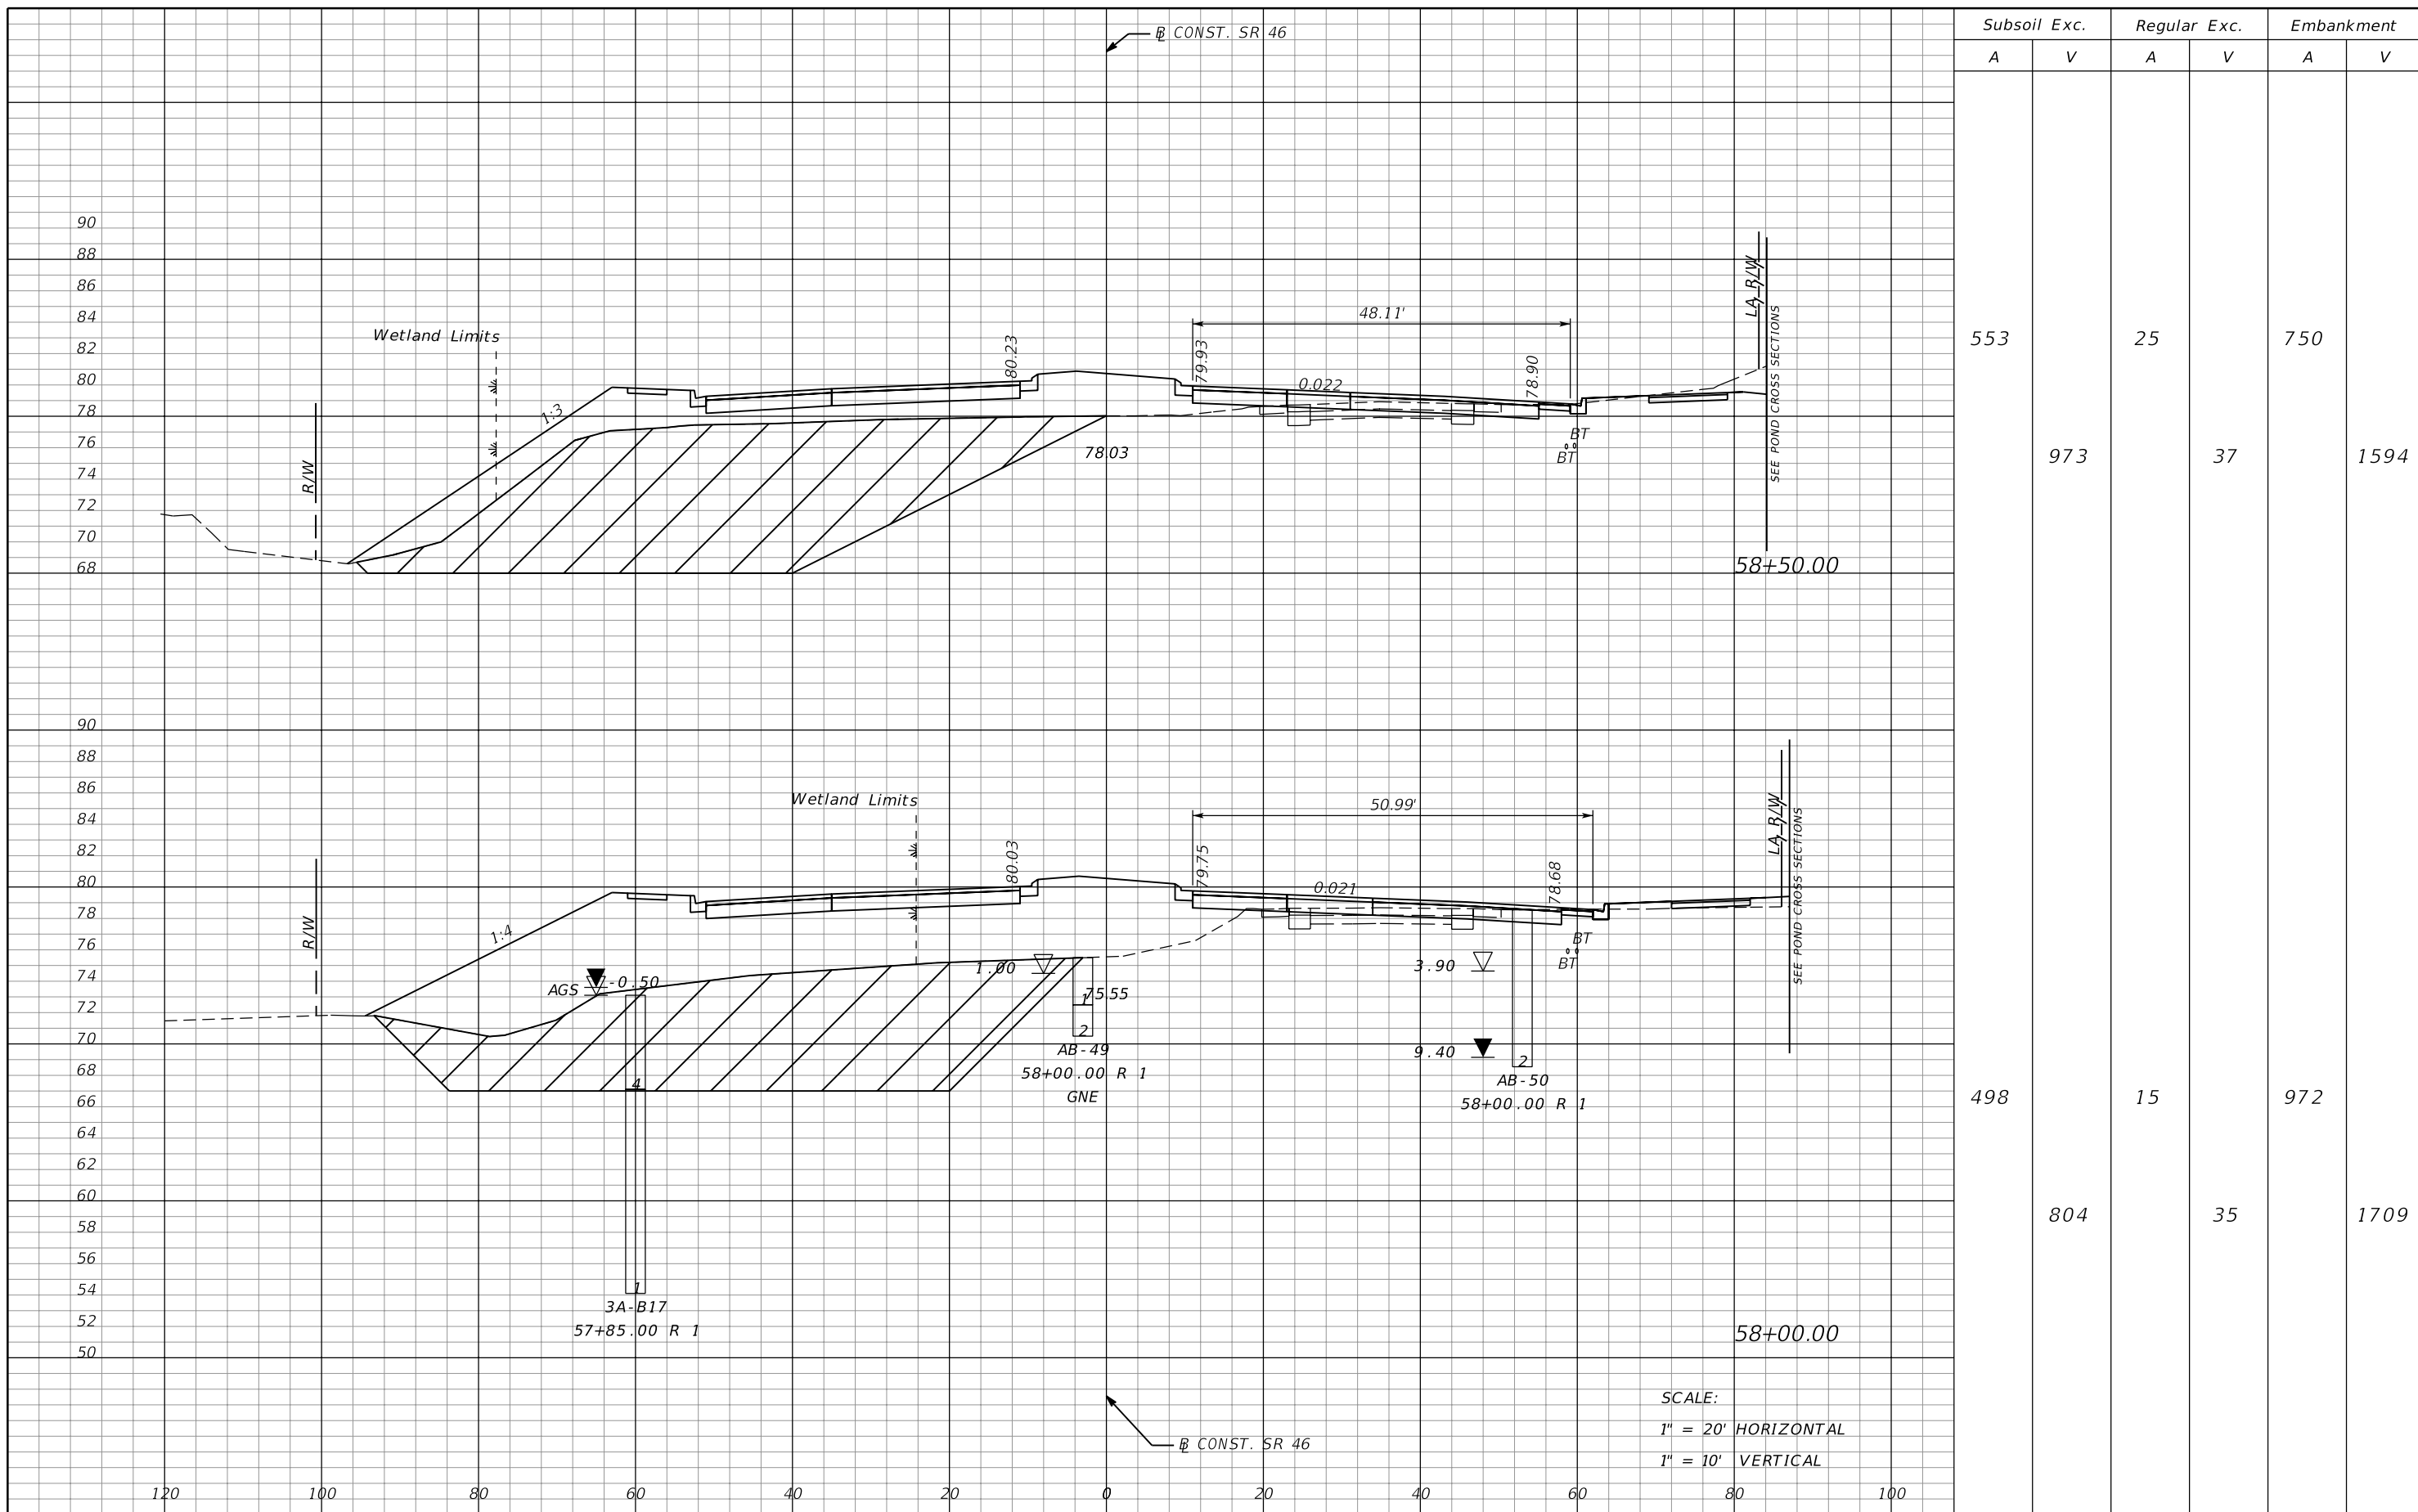 Subsoil Exc. Regular Exc. Embankment
A V A V A V
℄ CONST. SR 46
90
88
86
84
82
80
78
76
74
72
70
68
Wetland Limits
1:3
R/W
80.23
79.93
48.11'
0.022
78.90
LA R/W
SEE POND CROSS SECTIONS
BT
BT
78.03
58+50.00
553 25 750
973 37 1594
90
88
86
84
82
80
78
76
74
72
70
68
66
64
62
60
58
56
54
52
50
Wetland Limits
1:4
R/W
80.03
79.75
50.99'
0.021
78.68
LA R/W
SEE POND CROSS SECTIONS
BT
BT
AGS -0.50
1.00
3.90
9.40
75.55
1
2
AB-49
58+00.00 R 1
GNE
2
AB-50
58+00.00 R 1
4
1
3A-B17
57+85.00 R 1
58+00.00
498 15 972
804 35 1709
℄ CONST. SR 46
SCALE:
1" = 20' HORIZONTAL
1" = 10' VERTICAL
120 100 80 60 40 20 0 20 40 60 80 100